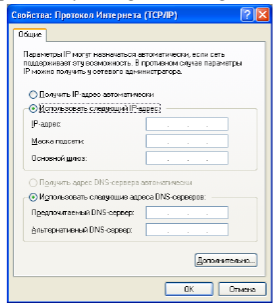 Свойства: Протокол Интернета (TCP/IP)
Общие
Параметры IP могут назначаться автоматически, если сеть
поддерживает эту возможность. В противном случае параметры
IP можно получить у сетевого администратора.
Получить IP-адрес автоматически
Использовать следующий IP-адрес:
IP-адрес:
Маска подсети:
Основной шлюз:
Получить адрес DNS-сервера автоматически
Использовать следующие адреса DNS-серверов:
Предпочитаемый DNS-сервер:
Альтернативный DNS-сервер:
Дополнительно...
OK
Отмена